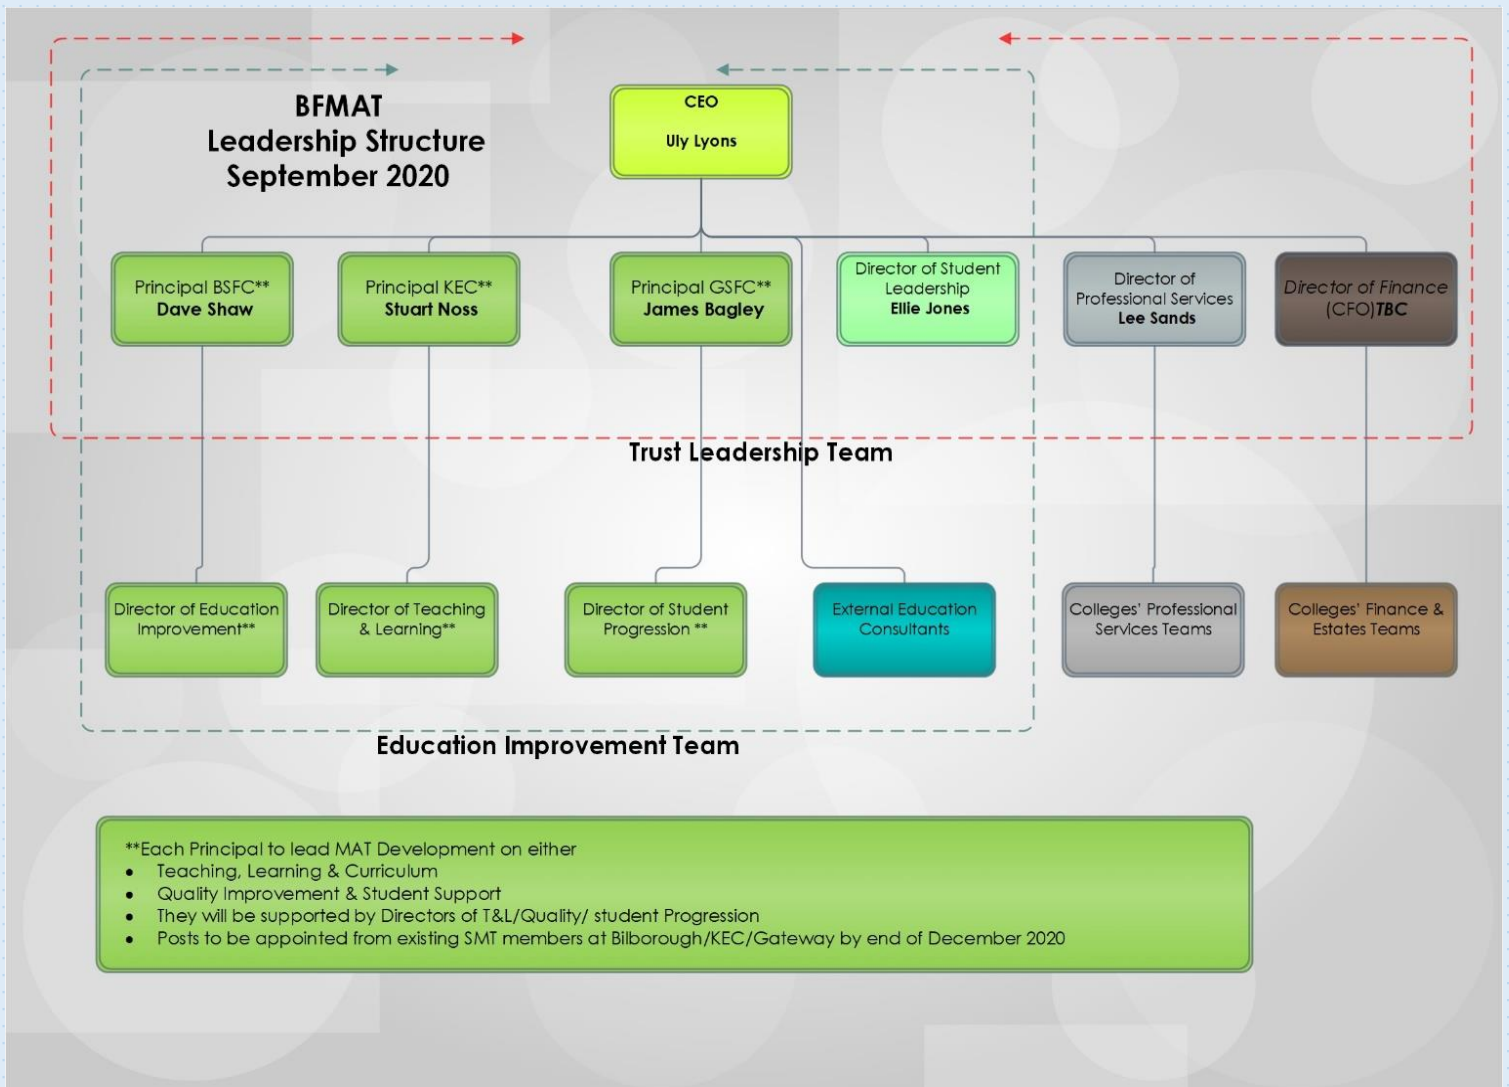 BFMAT
Leadership Structure
September 2020
CEO
Uly Lyons
Principal BSFC**
Dave Shaw
Principal KEC**
Stuart Noss
Principal GSFC**
James Bagley
Director of Student
Leadership
Ellie Jones
Director of
Professional Services
Lee Sands
Director of Finance
(CFO)TBC
Trust Leadership Team
Director of Education
Improvement**
Director of Teaching
& Learning**
Director of Student
Progression **
External Education
Consultants
Colleges’ Professional
Services Teams
Colleges’ Finance &
Estates Teams
Education Improvement Team
**Each Principal to lead MAT Development on either
• Teaching, Learning & Curriculum
• Quality Improvement & Student Support
• They will be supported by Directors of T&L/Quality/ student Progression
• Posts to be appointed from existing SMT members at Bilborough/KEC/Gateway by end of December 2020